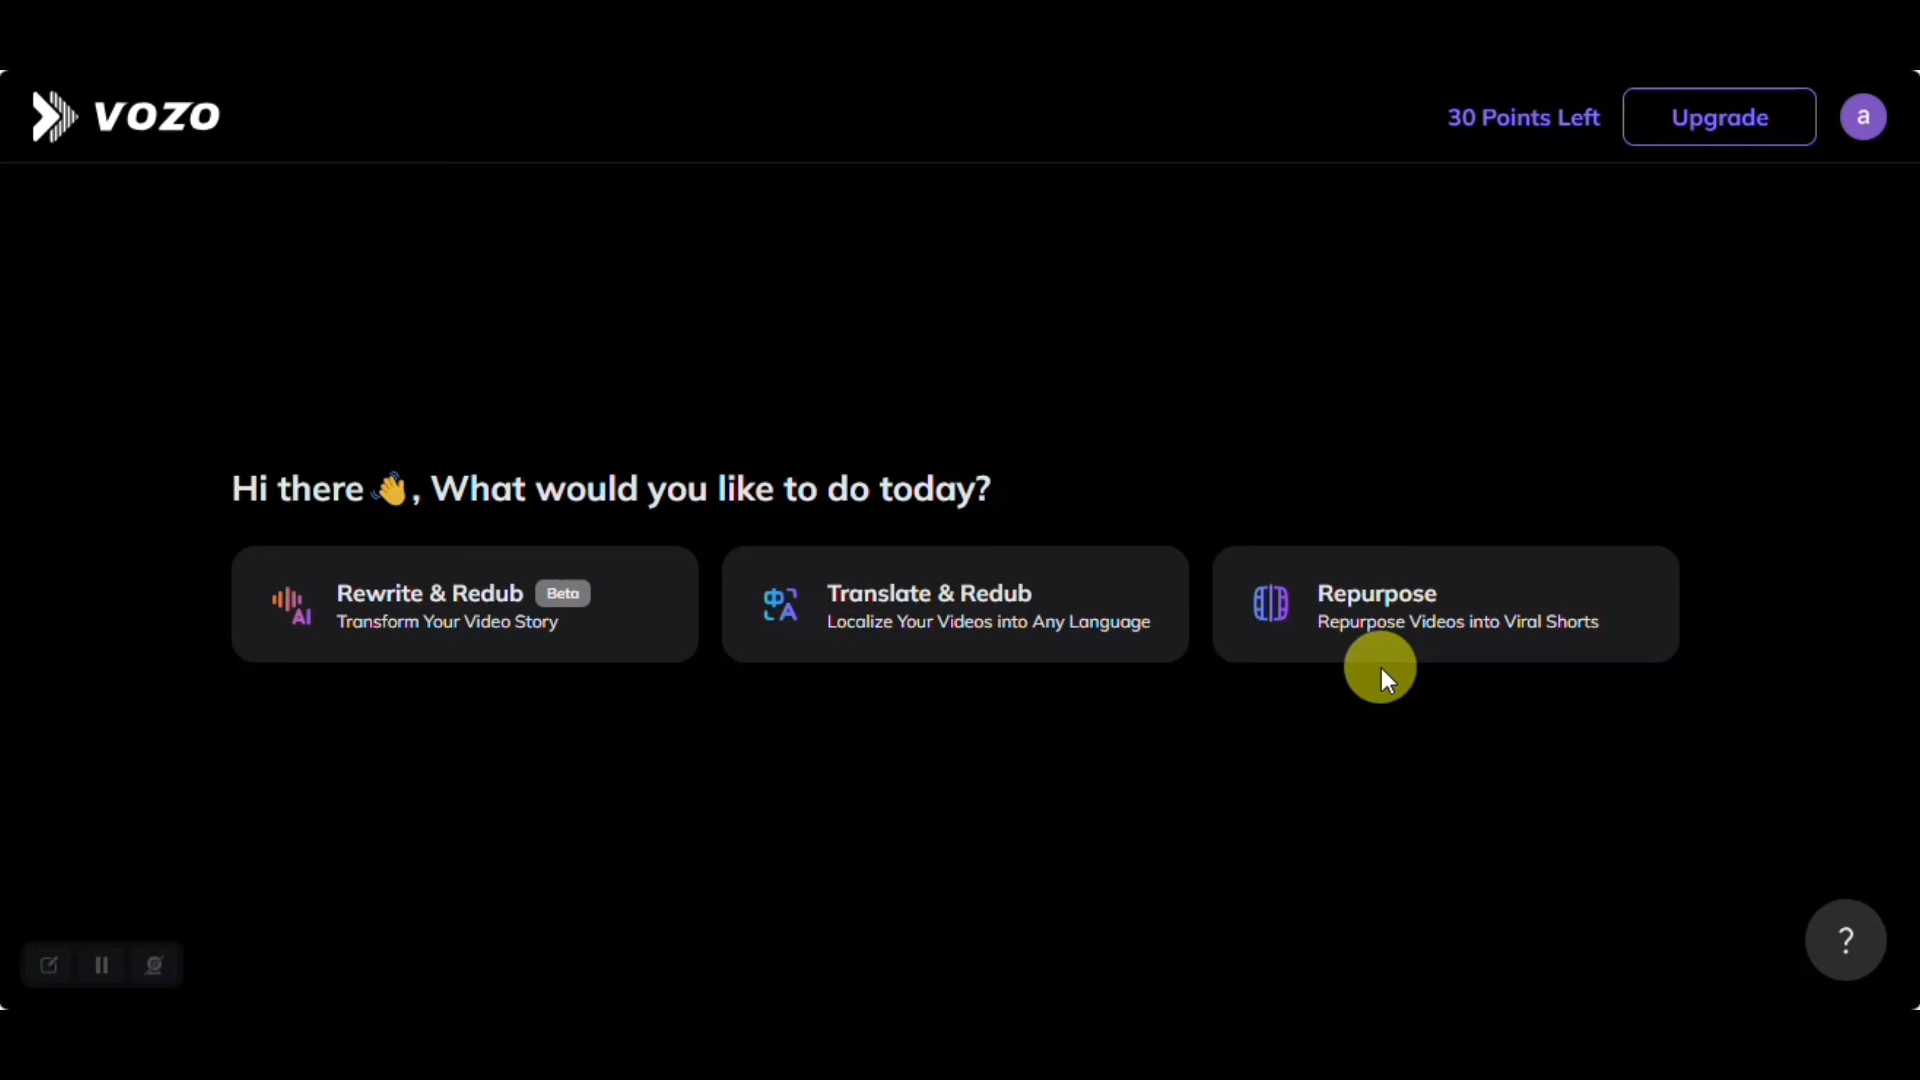 vozo
30 Points Left
Upgrade
a
Hi there 👋, What would you like to do today?
Rewrite & Redub Beta
Transform Your Video Story
Translate & Redub
Localize Your Videos into Any Language
Repurpose
Repurpose Videos into Viral Shorts
?